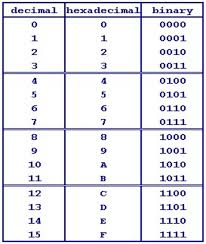 decimal hexadecimal binary
0 0 0000
1 1 0001
2 2 0010
3 3 0011
4 4 0100
5 5 0101
6 6 0110
7 7 0111
8 8 1000
9 9 1001
10 A 1010
11 B 1011
12 C 1100
13 D 1101
14 E 1110
15 F 1111